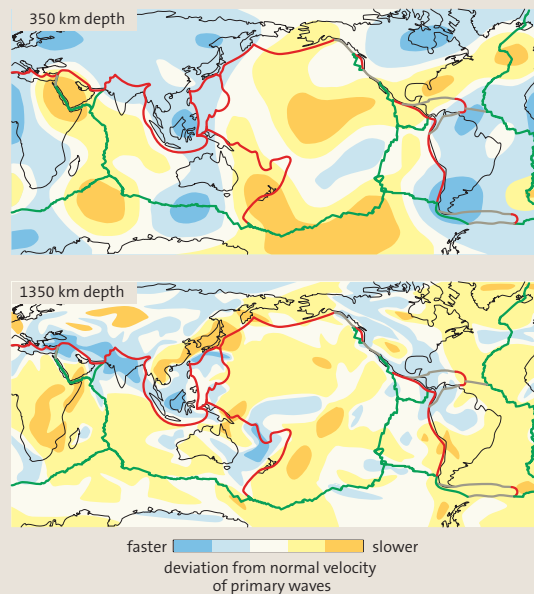 350 km depth
1350 km depth
faster slower
deviation from normal velocity
of primary waves